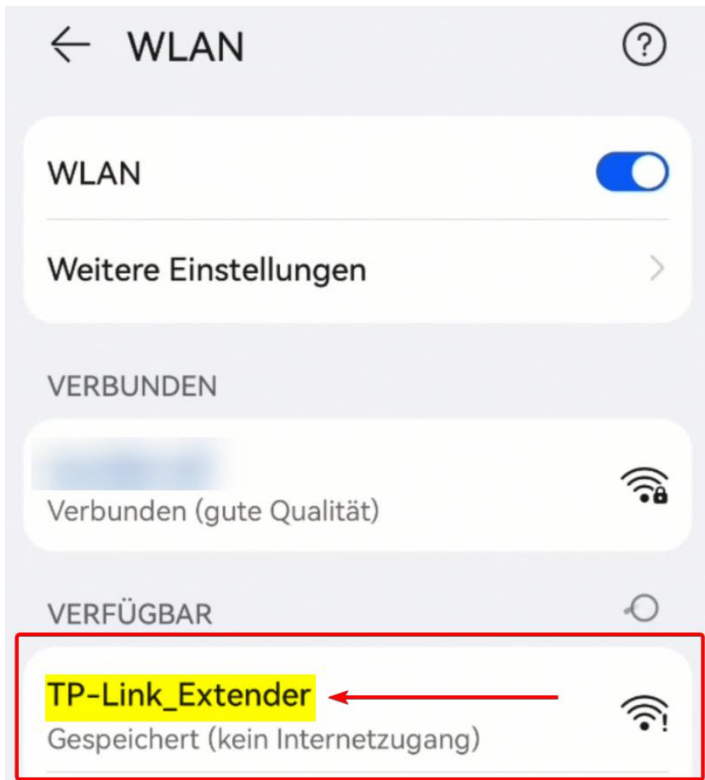 WLAN
WLAN
Weitere Einstellungen
VERBUNDEN
Verbunden (gute Qualität)
VERFÜGBAR
TP-Link_Extender
Gespeichert (kein Internetzugang)